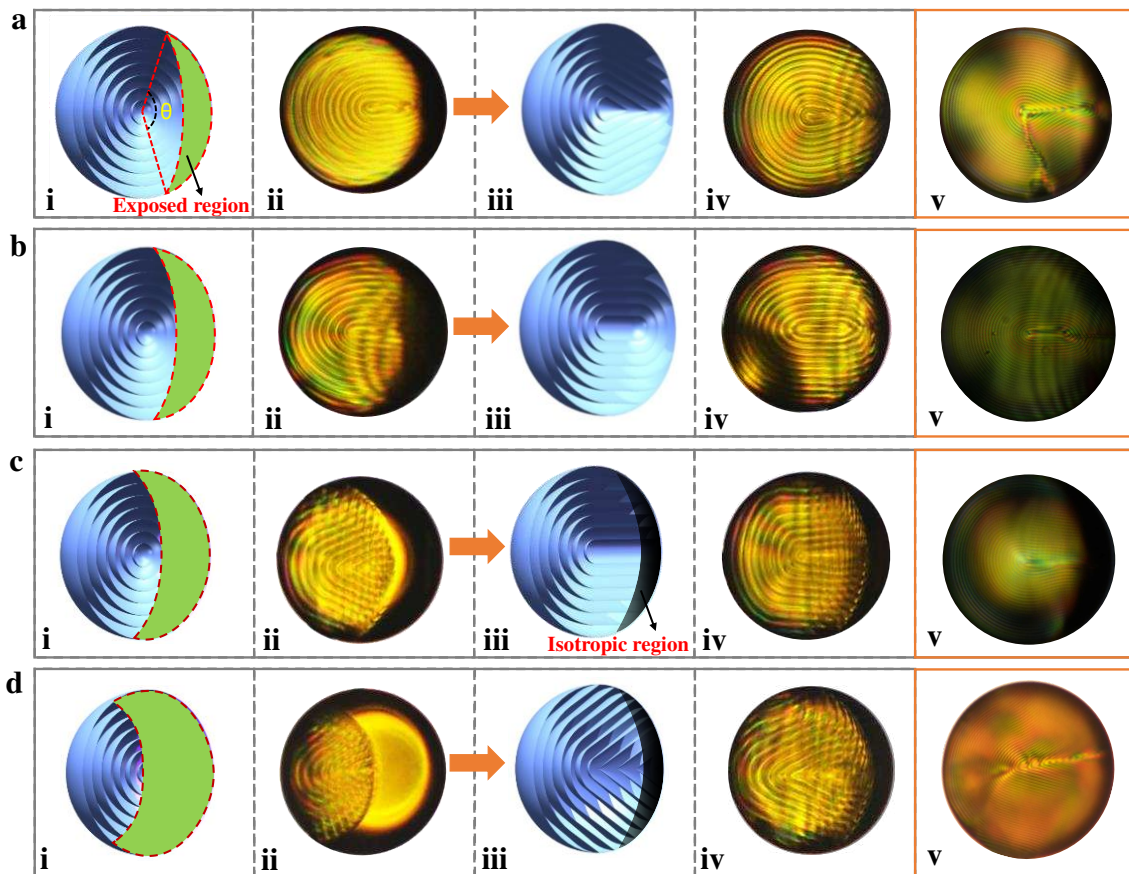 a
θ
i
Exposed region
ii
iii
iv
v
b
i
ii
iii
iv
v
c
i
ii
iii
Isotropic region
iv
v
d
i
ii
iii
iv
v